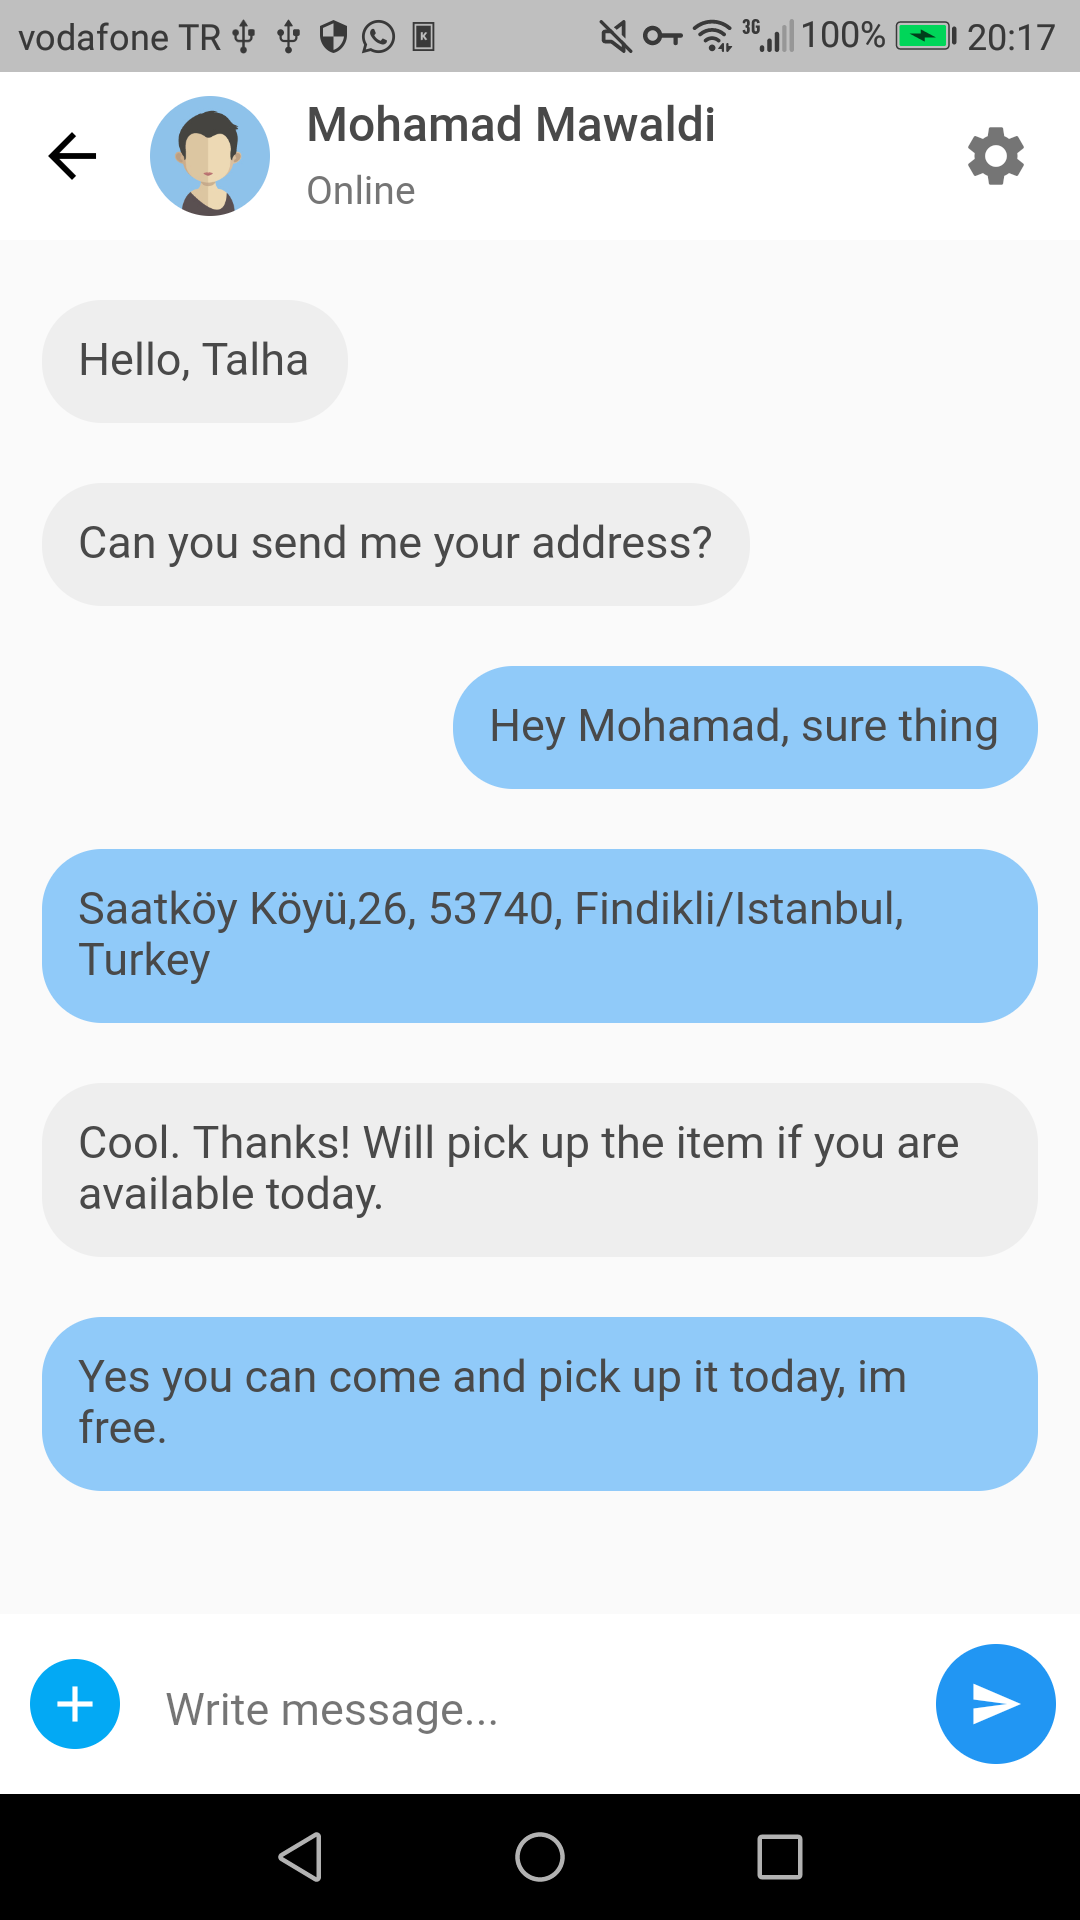 vodafone TR 3G 100% 20:17
Mohamad Mawaldi
Online
Hello, Talha
Can you send me your address?
Hey Mohamad, sure thing
Saatköy Köyü,26, 53740, Findikli/Istanbul,
Turkey
Cool. Thanks! Will pick up the item if you are
available today.
Yes you can come and pick up it today, im
free.
Write message...